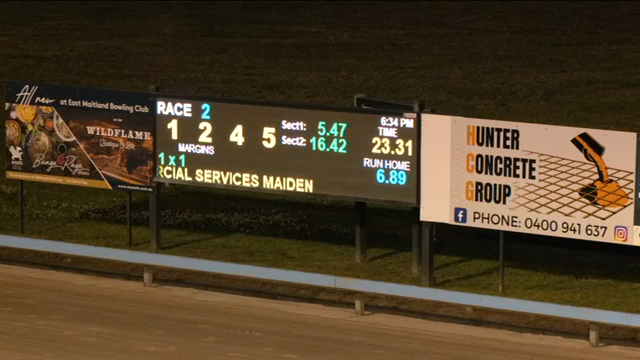 All new at East Maitland Bowling Club
WILDFLAME
RACE 2
6:34 PM
1 2 4 5
Sect1: 5.47
Sect2: 16.42
TIME
23.31
MARGINS
1 x 1
RUN HOME
6.89
RCIAL SERVICES MAIDEN
HUNTER
CONCRETE
GROUP
PHONE: 0400 941 637